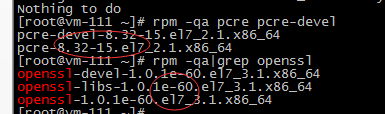 Nothing to do
[root@vm-111 ~]# rpm -qa pcre pcre-devel
pcre-devel-8.32-15.el7_2.1.x86_64
pcre-8.32-15.el7_2.1.x86_64
[root@vm-111 ~]# rpm -qa|grep openssl
openssl-devel-1.0.1e-60.el7_3.1.x86_64
openssl-libs-1.0.1e-60.el7_3.1.x86_64
openssl-1.0.1e-60.el7_3.1.x86_64
[root@vm-111 ~]#